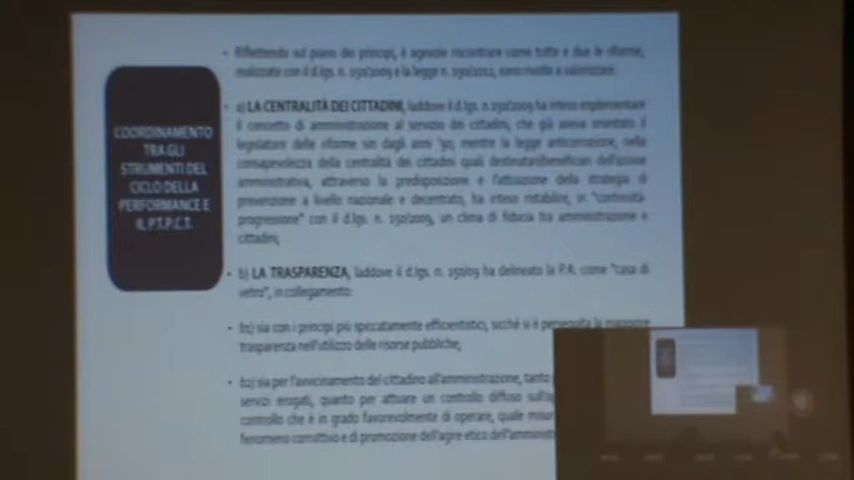 COORDINAMENTO
TRA GLI
STRUMENTI DEL
CICLO DELLA
PERFORMANCE E
IL P.T.P.C.T.
• Riflettendo sul piano dei principi, è agevole riscontrare come tutte e due le riforme,
realizzate con il d.lgs. n. 150/2009 e la legge n. 190/2012, sono rivolte a valorizzare:
• a) LA CENTRALITÀ DEI CITTADINI, laddove il d.lgs. n.150/2009 ha inteso implementare
il concetto di amministrazione al servizio dei cittadini, che già aveva orientato il
legislatore delle riforme sin dagli anni '90; mentre la legge anticorruzione, nella
consapevolezza della centralità dei cittadini quali destinatari/beneficiari dell'azione
amministrativa, attraverso la predisposizione e l'attuazione della strategia di
prevenzione a livello nazionale e decentrato, ha inteso ristabilire, in "continuità-
progressione" con il d.lgs. n. 150/2009, un clima di fiducia tra amministrazione e
cittadini;
• b) LA TRASPARENZA, laddove il d.lgs. n. 150/09 ha delineato la P.A. come "casa di
vetro", in collegamento:
• b1) sia con i principi più spiccatamente efficientistici, sicché si è perseguita la maggiore
trasparenza nell'utilizzo delle risorse pubbliche;
• b2) sia per l'avvicinamento del cittadino all'amministrazione, tanto
servizi erogati, quanto per attuare un controllo diffuso
controllo che è in grado favorevolmente di operare, quale
fenomeno corruttivo e di promozione dell'agire etico